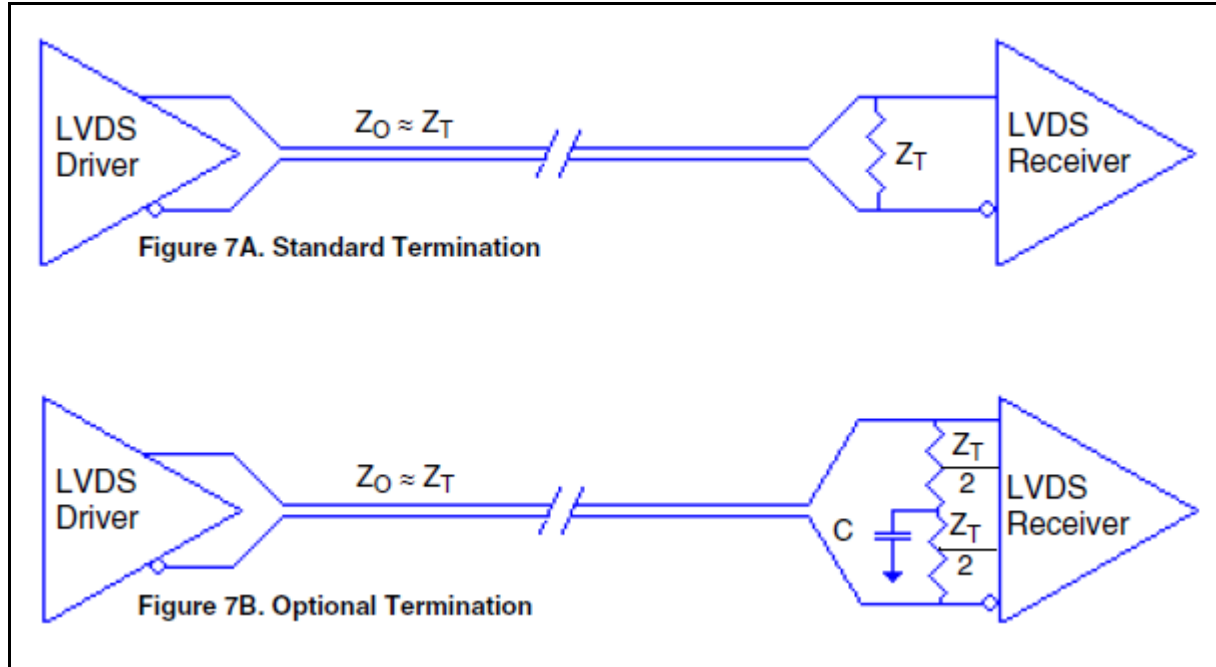 LVDS
Driver
Z_O ≈ Z_T
Z_T
LVDS
Receiver
Figure 7A. Standard Termination
LVDS
Driver
Z_O ≈ Z_T
C
Z_T
2
Z_T
2
LVDS
Receiver
Figure 7B. Optional Termination